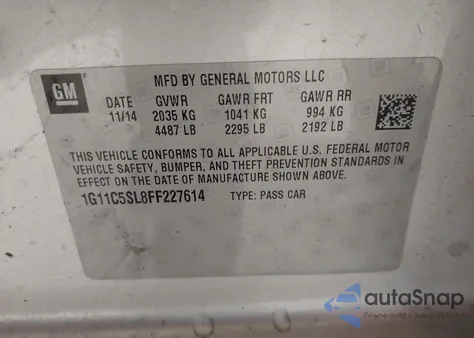 GM
MFD BY GENERAL MOTORS LLC
DATE GVWR GAWR FRT GAWR RR
11/14 2035 KG 1041 KG 994 KG
4487 LB 2295 LB 2192 LB
THIS VEHICLE CONFORMS TO ALL APPLICABLE U.S. FEDERAL MOTOR
VEHICLE SAFETY, BUMPER, AND THEFT PREVENTION STANDARDS IN
EFFECT ON THE DATE OF MANUFACTURE SHOWN ABOVE.
1G11C5SL8FF227614 TYPE: PASS CAR
autoSnap